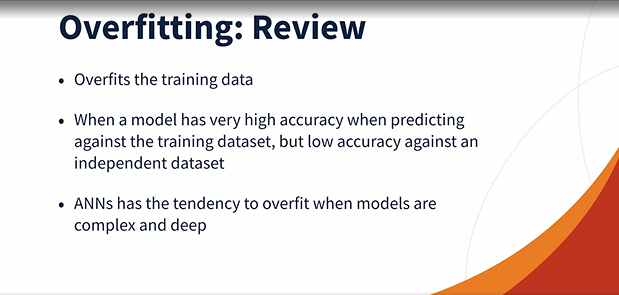 Overfitting: Review
• Overfits the training data
• When a model has very high accuracy when predicting
against the training dataset, but low accuracy against an
independent dataset
• ANNs has the tendency to overfit when models are
complex and deep